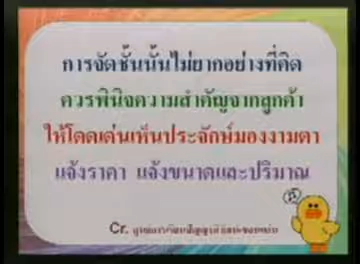 การจัดชั้นนั้นไม่ยากอย่างที่คิด
ควรพินิจความสำคัญจากลูกค้า
ให้โดดเด่นเห็นประจักษ์มองงามตา
แจ้งราคา แจ้งขนาดและปริมาณ
Cr.